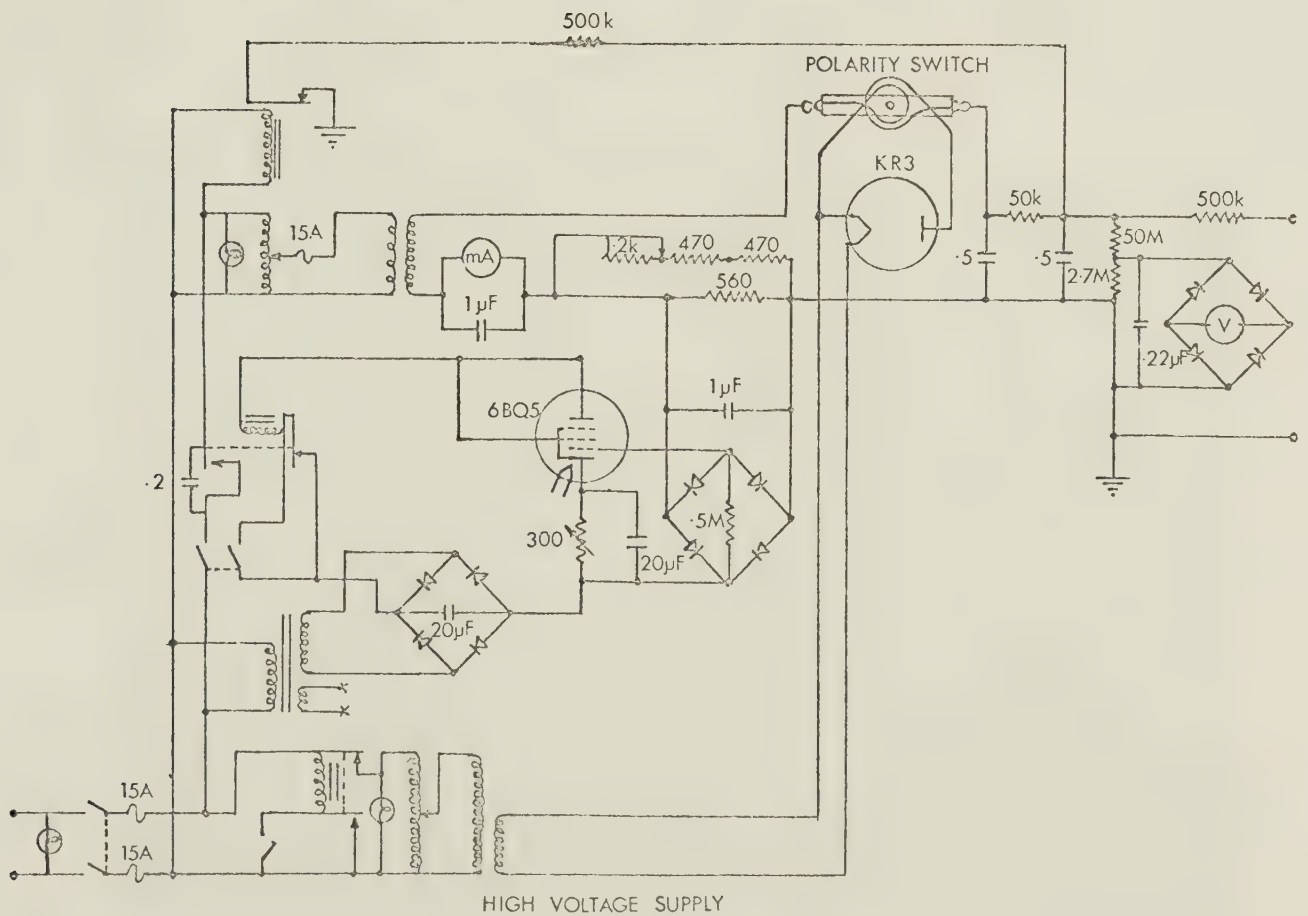 500k
POLARITY SWITCH
KR3
15A
50k
500k
mA
·2k
470
470
50M
560
·5
·5
2·7M
1µF
V
·22µF
1µF
6BQ5
·2
·5M
300
20µF
20µF
15A
15A
HIGH VOLTAGE SUPPLY